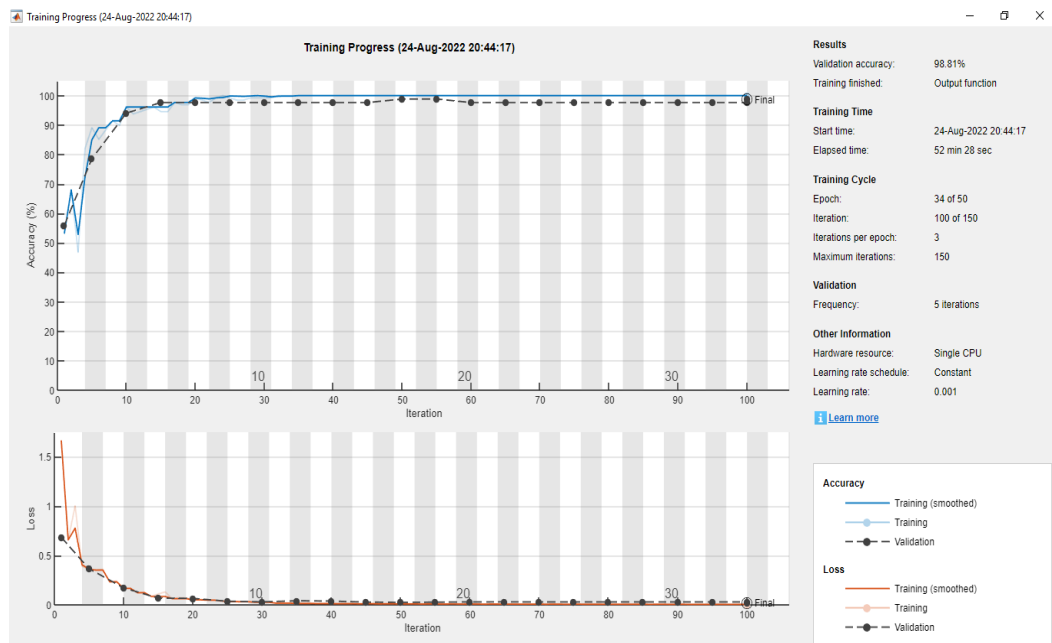 Training Progress (24-Aug-2022 20:44:17)
Training Progress (24-Aug-2022 20:44:17)
Accuracy (%)
100
90
80
70
60
50
40
30
20
10
0
10 20 30
Final
0 10 20 30 40 50 60 70 80 90 100
Iteration
Loss
1.5
1
0.5
0
10 20 30
Final
0 10 20 30 40 50 60 70 80 90 100
Iteration
Results
Validation accuracy: 98.81%
Training finished: Output function
Training Time
Start time: 24-Aug-2022 20:44:17
Elapsed time: 52 min 28 sec
Training Cycle
Epoch: 34 of 50
Iteration: 100 of 150
Iterations per epoch: 3
Maximum iterations: 150
Validation
Frequency: 5 iterations
Other Information
Hardware resource: Single CPU
Learning rate schedule: Constant
Learning rate: 0.001
i Learn more
Accuracy
Training (smoothed)
Training
Validation
Loss
Training (smoothed)
Training
Validation